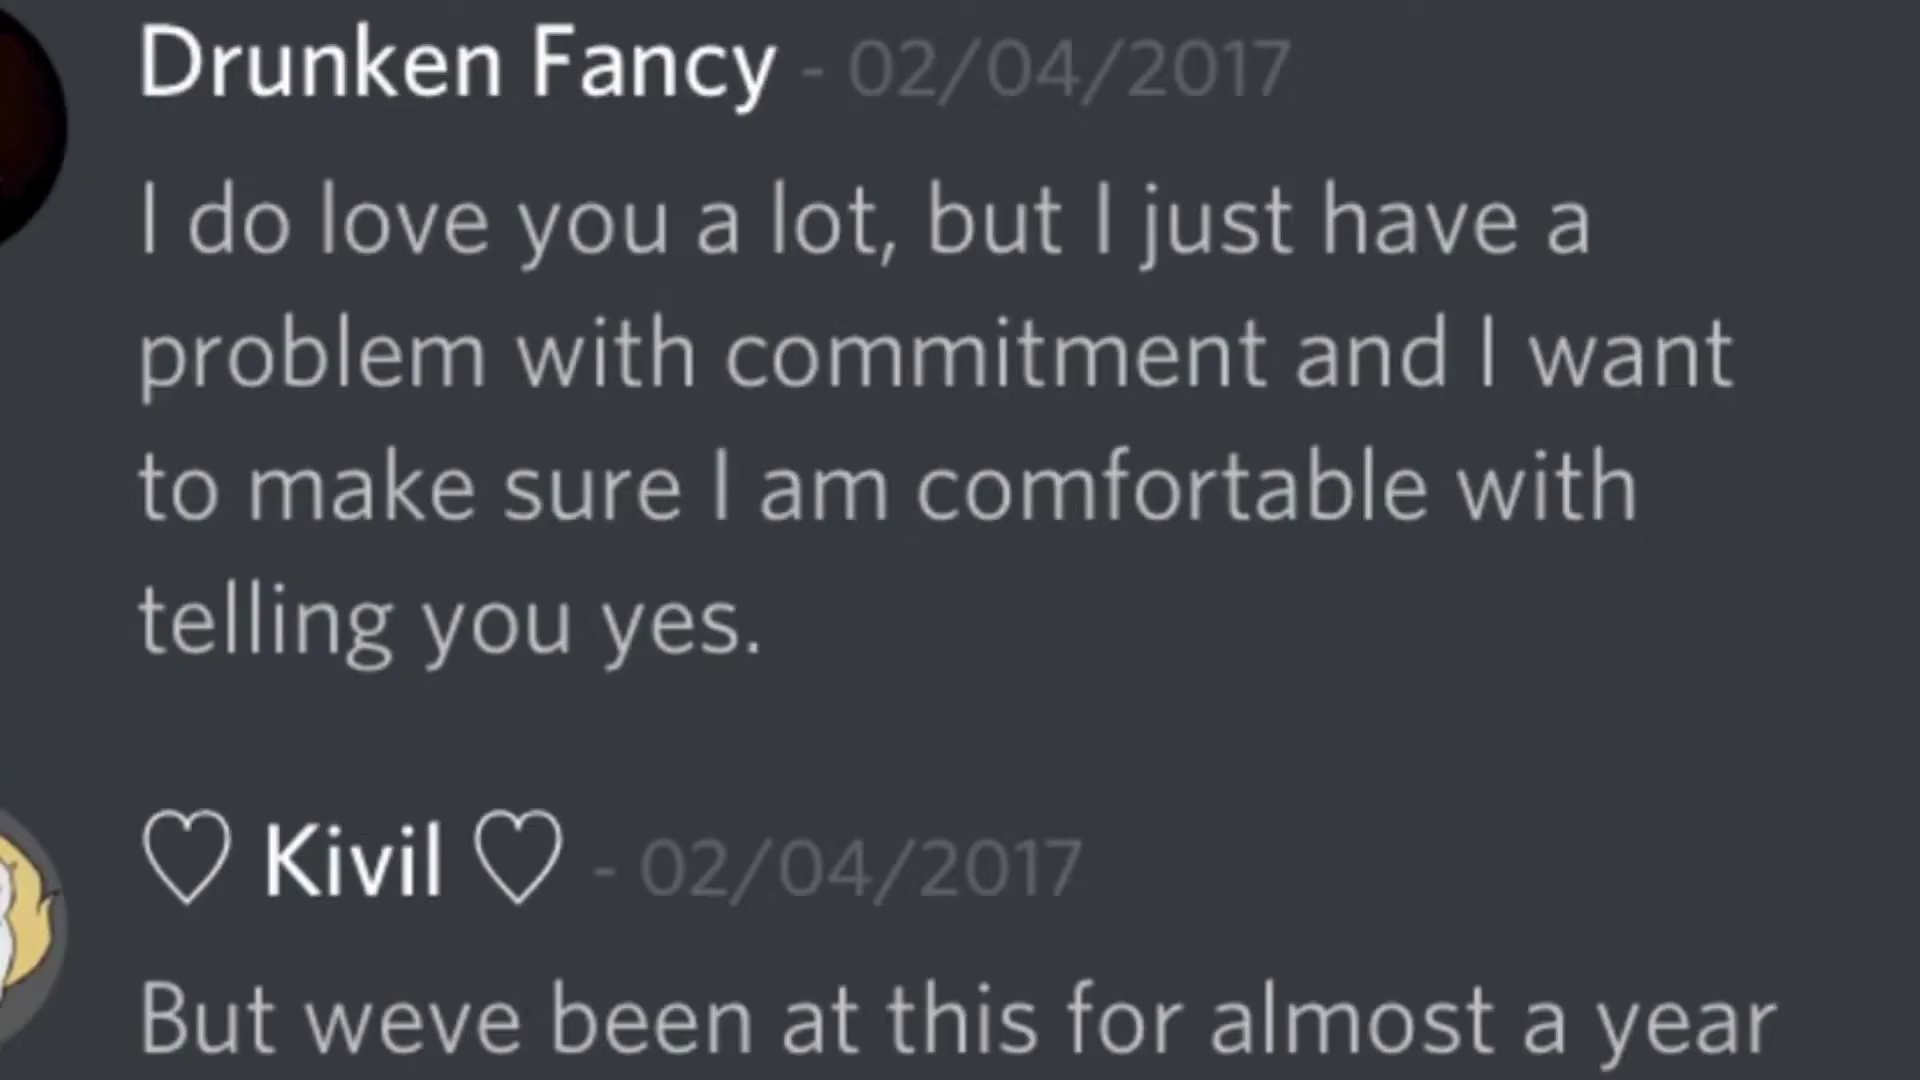 Drunken Fancy - 02/04/2017
I do love you a lot, but I just have a
problem with commitment and I want
to make sure I am comfortable with
telling you yes.
♡ Kivil ♡ - 02/04/2017
But weve been at this for almost a year